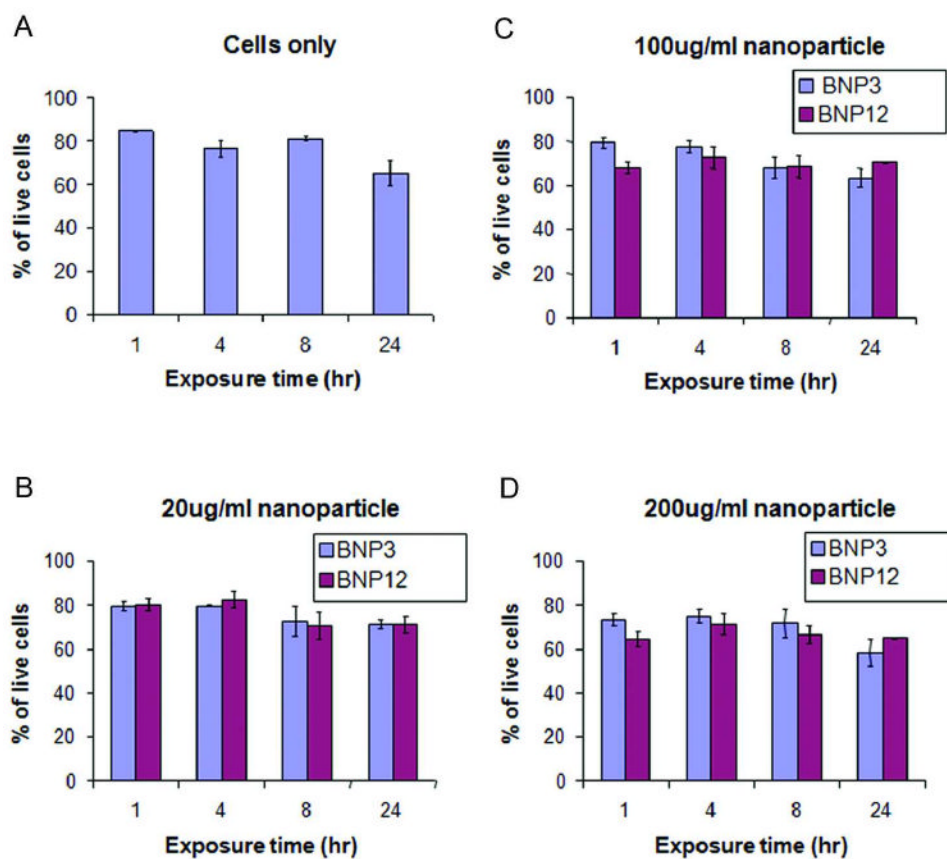 A
Cells only
100
80
60
40
20
0
% of live cells
1 4 8 24
Exposure time (hr)
C
100ug/ml nanoparticle
BNP3
BNP12
100
80
60
40
20
0
% of live cells
1 4 8 24
Exposure time (hr)
B
20ug/ml nanoparticle
BNP3
BNP12
100
80
60
40
20
0
% of live cells
1 4 8 24
Exposure time (hr)
D
200ug/ml nanoparticle
BNP3
BNP12
100
80
60
40
20
0
% of live cells
1 4 8 24
Exposure time (hr)